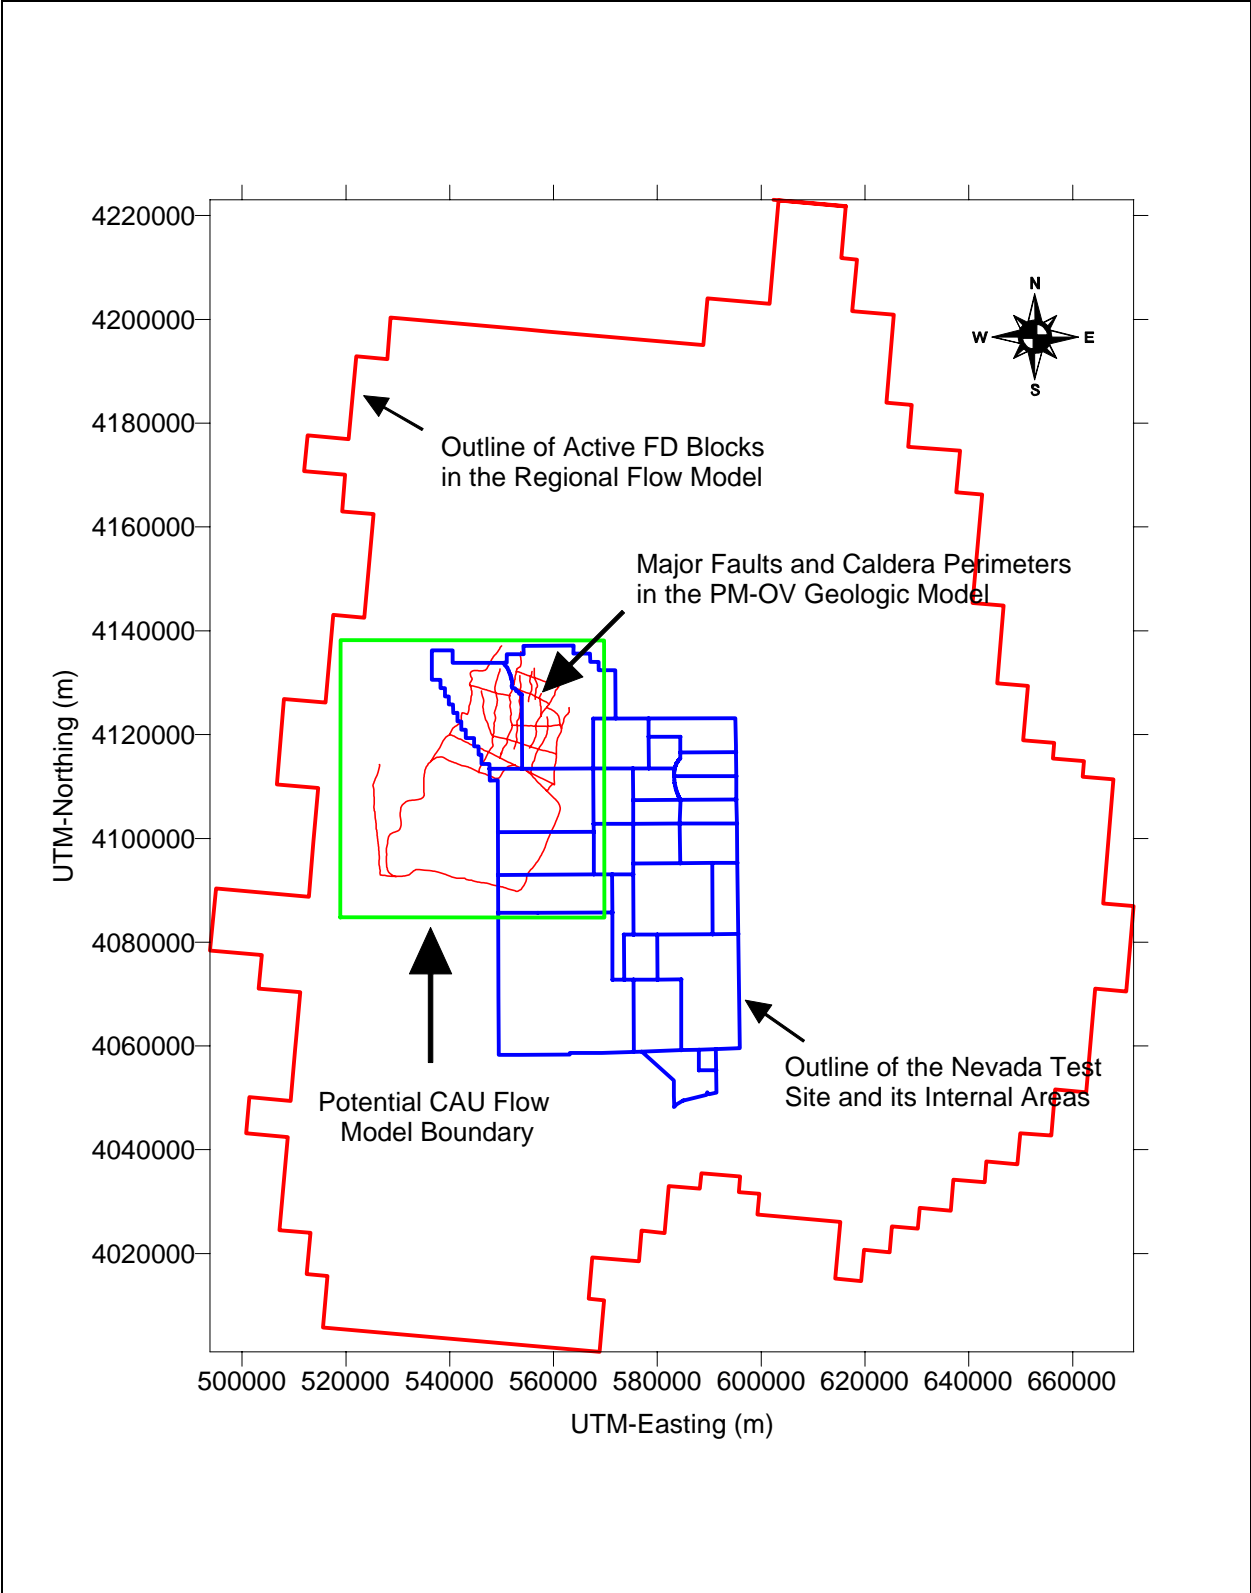 4220000
4200000
4180000
4160000
4140000
4120000
4100000
4080000
4060000
4040000
4020000
UTM-Northing (m)
N
W
E
S
Outline of Active FD Blocks
in the Regional Flow Model
Major Faults and Caldera Perimeters
in the PM-OV Geologic Model
Outline of the Nevada Test
Site and its Internal Areas
Potential CAU Flow
Model Boundary
500000 520000 540000 560000 580000 600000 620000 640000 660000
UTM-Easting (m)